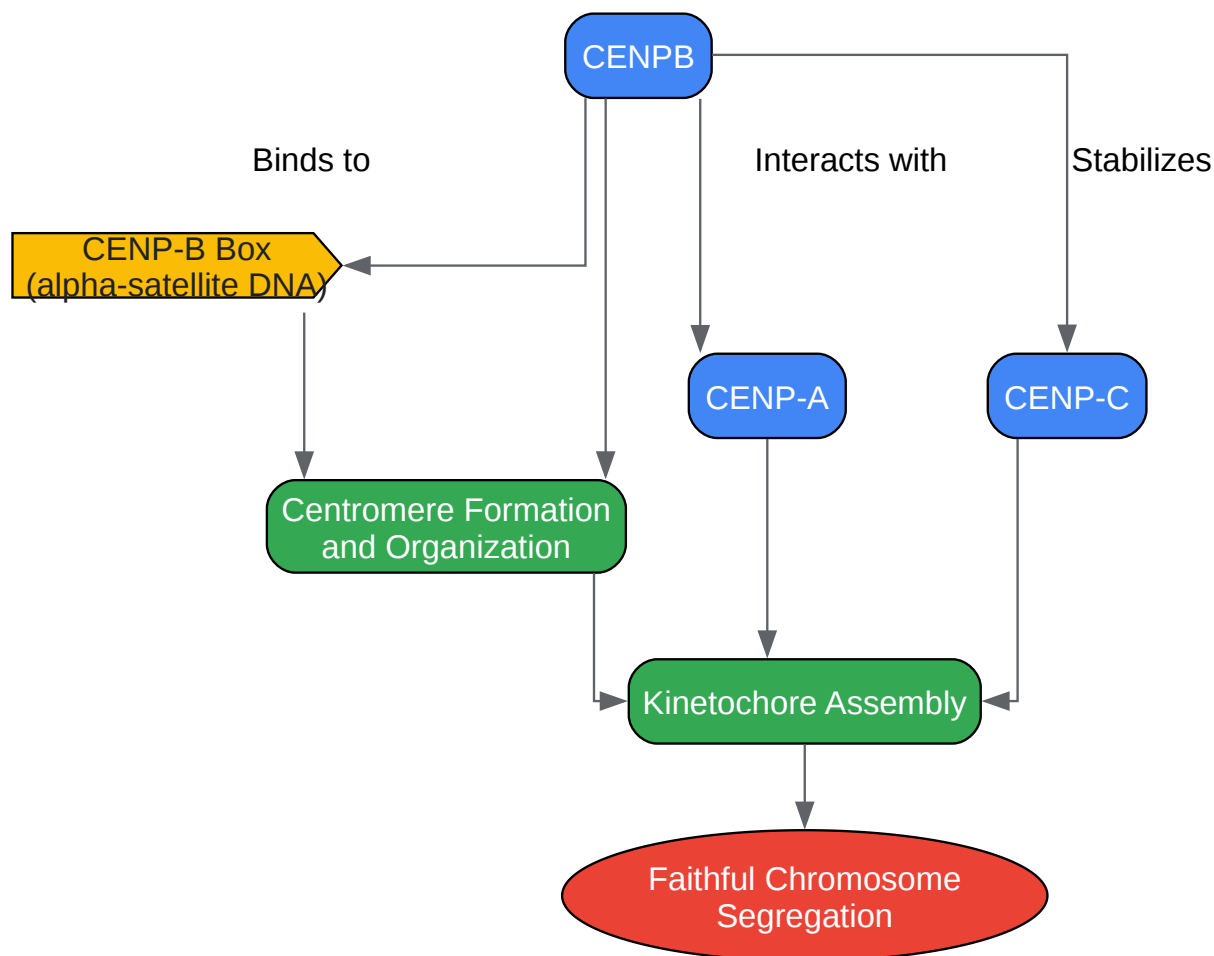 CENPB
Binds to
Interacts with
Stabilizes
CENP-B Box
(alpha-satellite DNA)
CENP-A
CENP-C
Centromere Formation
and Organization
Kinetochore Assembly
Faithful Chromosome
Segregation